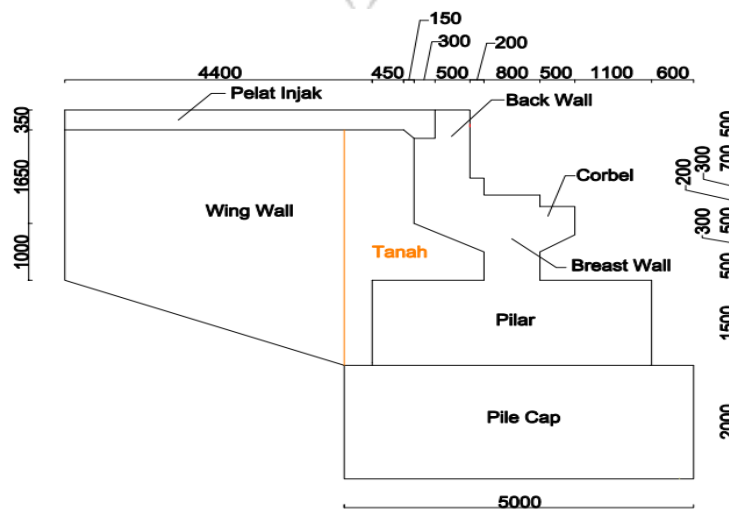 150
300
200
4400
450
500
800
500
1100
600
Pelat Injak
Back Wall
350
1650
1000
Wing Wall
Corbel
Tanah
Breast Wall
Pilar
Pile Cap
500
700
300
200
500
300
500
1500
2000
5000